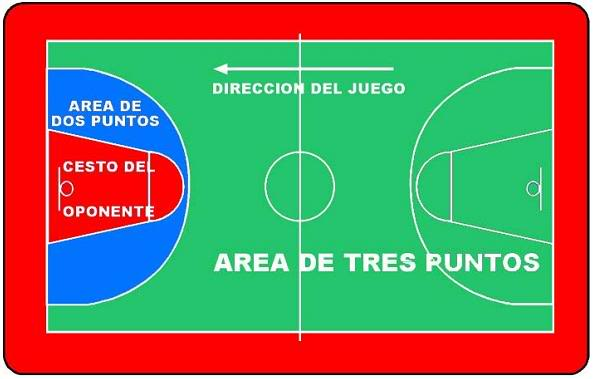 DIRECCION DEL JUEGO
AREA DE
DOS PUNTOS
CESTO DEL
OPONENTE
AREA DE TRES PUNTOS